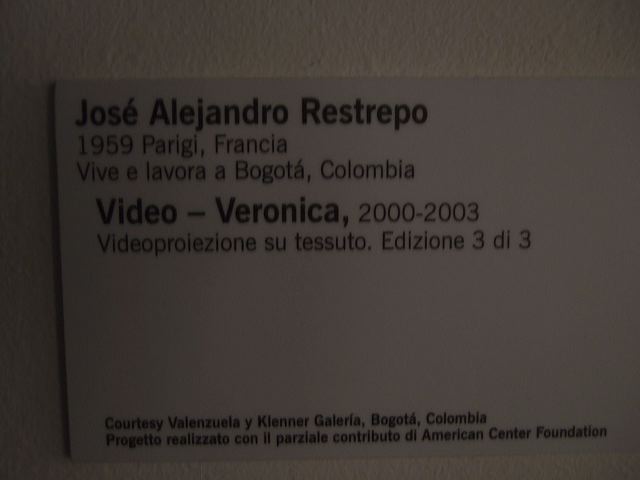 José Alejandro Restrepo
1959 Parigi, Francia
Vive e lavora a Bogotá, Colombia
Video – Veronica, 2000-2003
Videoproiezione su tessuto. Edizione 3 di 3
Courtesy Valenzuela y Klenner Galería, Bogotá, Colombia
Progetto realizzato con il parziale contributo di American Center Foundation